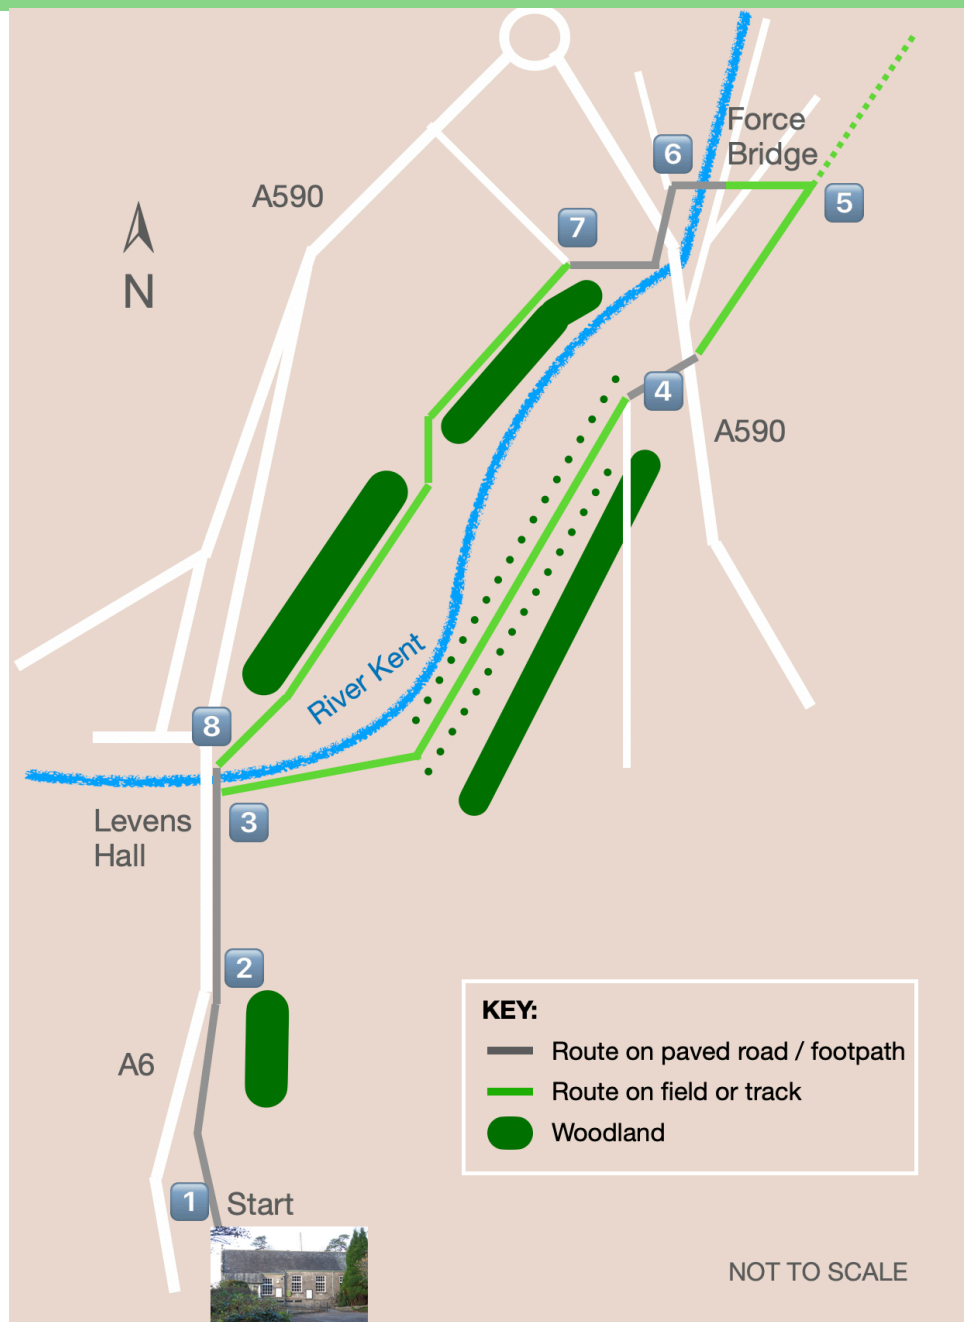 Force
Bridge
6
A590
5
7
N
4
A590
River Kent
8
Levens
Hall
3
2
KEY:
Route on paved road / footpath
A6
Route on field or track
Woodland
1
Start
NOT TO SCALE